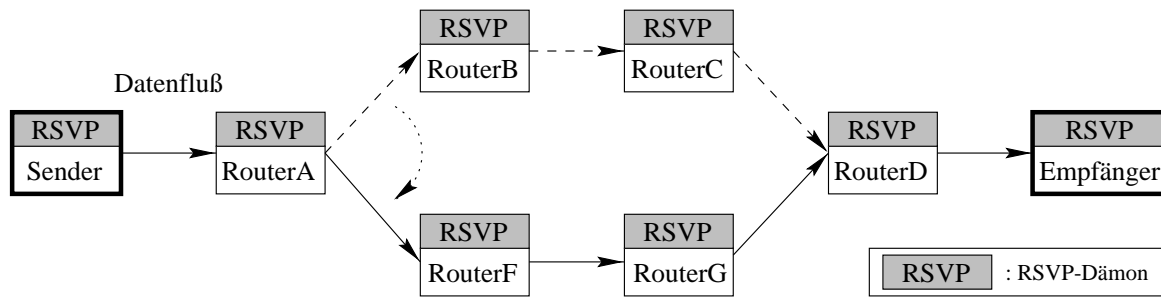 RSVP
RouterB
RSVP
RouterC
Datenfluß
RSVP
Sender
RSVP
RouterA
RSVP
RouterD
RSVP
Empfänger
RSVP
RouterF
RSVP
RouterG
RSVP : RSVP-Dämon